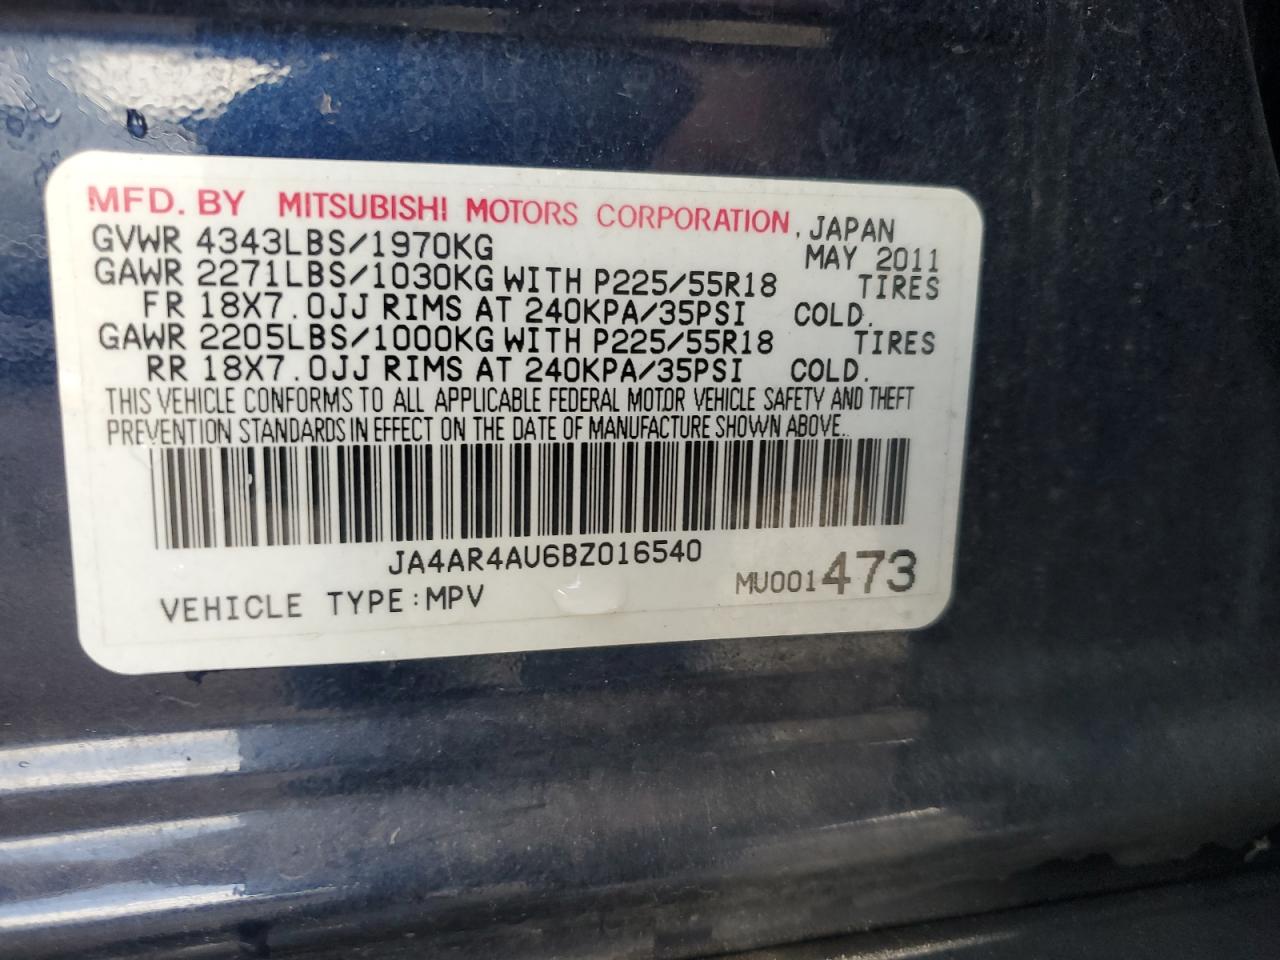 MFD. BY MITSUBISHI MOTORS CORPORATION, JAPAN
GVWR 4343LBS/1970KG MAY 2011
GAWR 2271LBS/1030KG WITH P225/55R18 TIRES
FR 18X7.0JJ RIMS AT 240KPA/35PSI COLD.
GAWR 2205LBS/1000KG WITH P225/55R18 TIRES
RR 18X7.0JJ RIMS AT 240KPA/35PSI COLD.
THIS VEHICLE CONFORMS TO ALL APPLICABLE FEDERAL MOTOR VEHICLE SAFETY AND THEFT
PREVENTION STANDARDS IN EFFECT ON THE DATE OF MANUFACTURE SHOWN ABOVE.
JA4AR4AU6BZ016540
VEHICLE TYPE:MPV MU001473